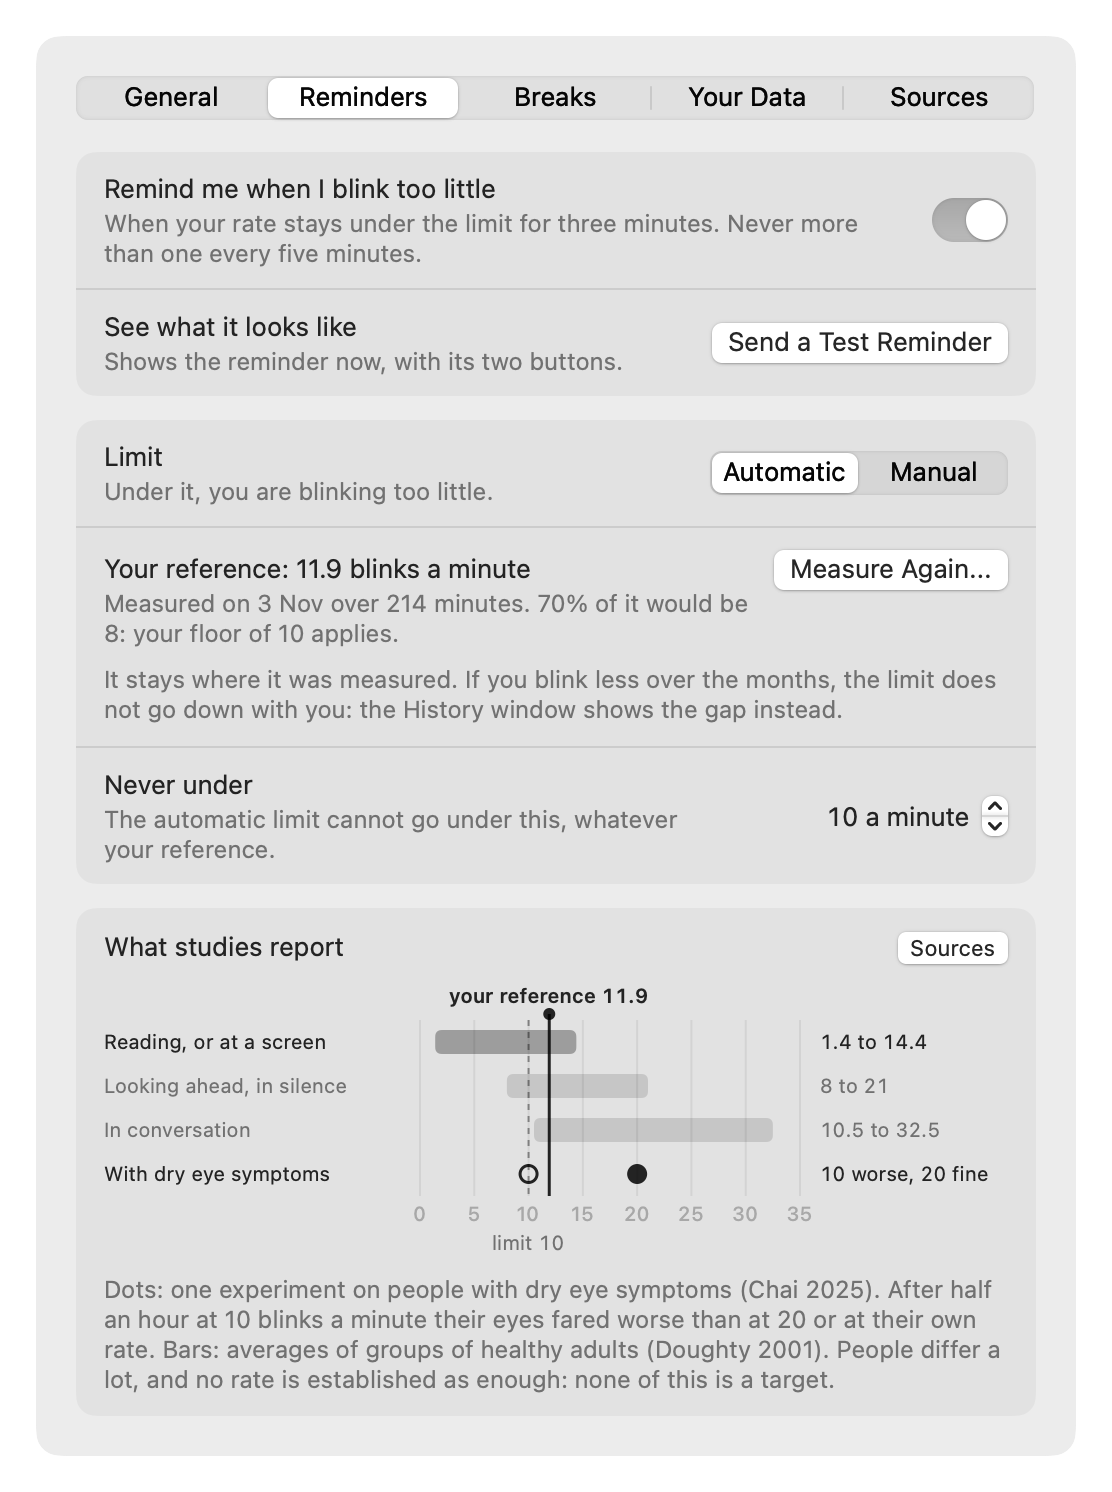 General
Reminders
Breaks
Your Data
Sources
Remind me when I blink too little
When your rate stays under the limit for three minutes. Never more
than one every five minutes.
See what it looks like
Shows the reminder now, with its two buttons.
Send a Test Reminder
Limit
Under it, you are blinking too little.
Automatic
Manual
Your reference: 11.9 blinks a minute
Measure Again...
Measured on 3 Nov over 214 minutes. 70% of it would be
8: your floor of 10 applies.
It stays where it was measured. If you blink less over the months, the limit does
not go down with you: the History window shows the gap instead.
Never under
The automatic limit cannot go under this, whatever
your reference.
10 a minute
What studies report
Sources
your reference 11.9
Reading, or at a screen
1.4 to 14.4
Looking ahead, in silence
8 to 21
In conversation
10.5 to 32.5
With dry eye symptoms
10 worse, 20 fine
0 5 10 15 20 25 30 35
limit 10
Dots: one experiment on people with dry eye symptoms (Chai 2025). After half
an hour at 10 blinks a minute their eyes fared worse than at 20 or at their own
rate. Bars: averages of groups of healthy adults (Doughty 2001). People differ a
lot, and no rate is established as enough: none of this is a target.